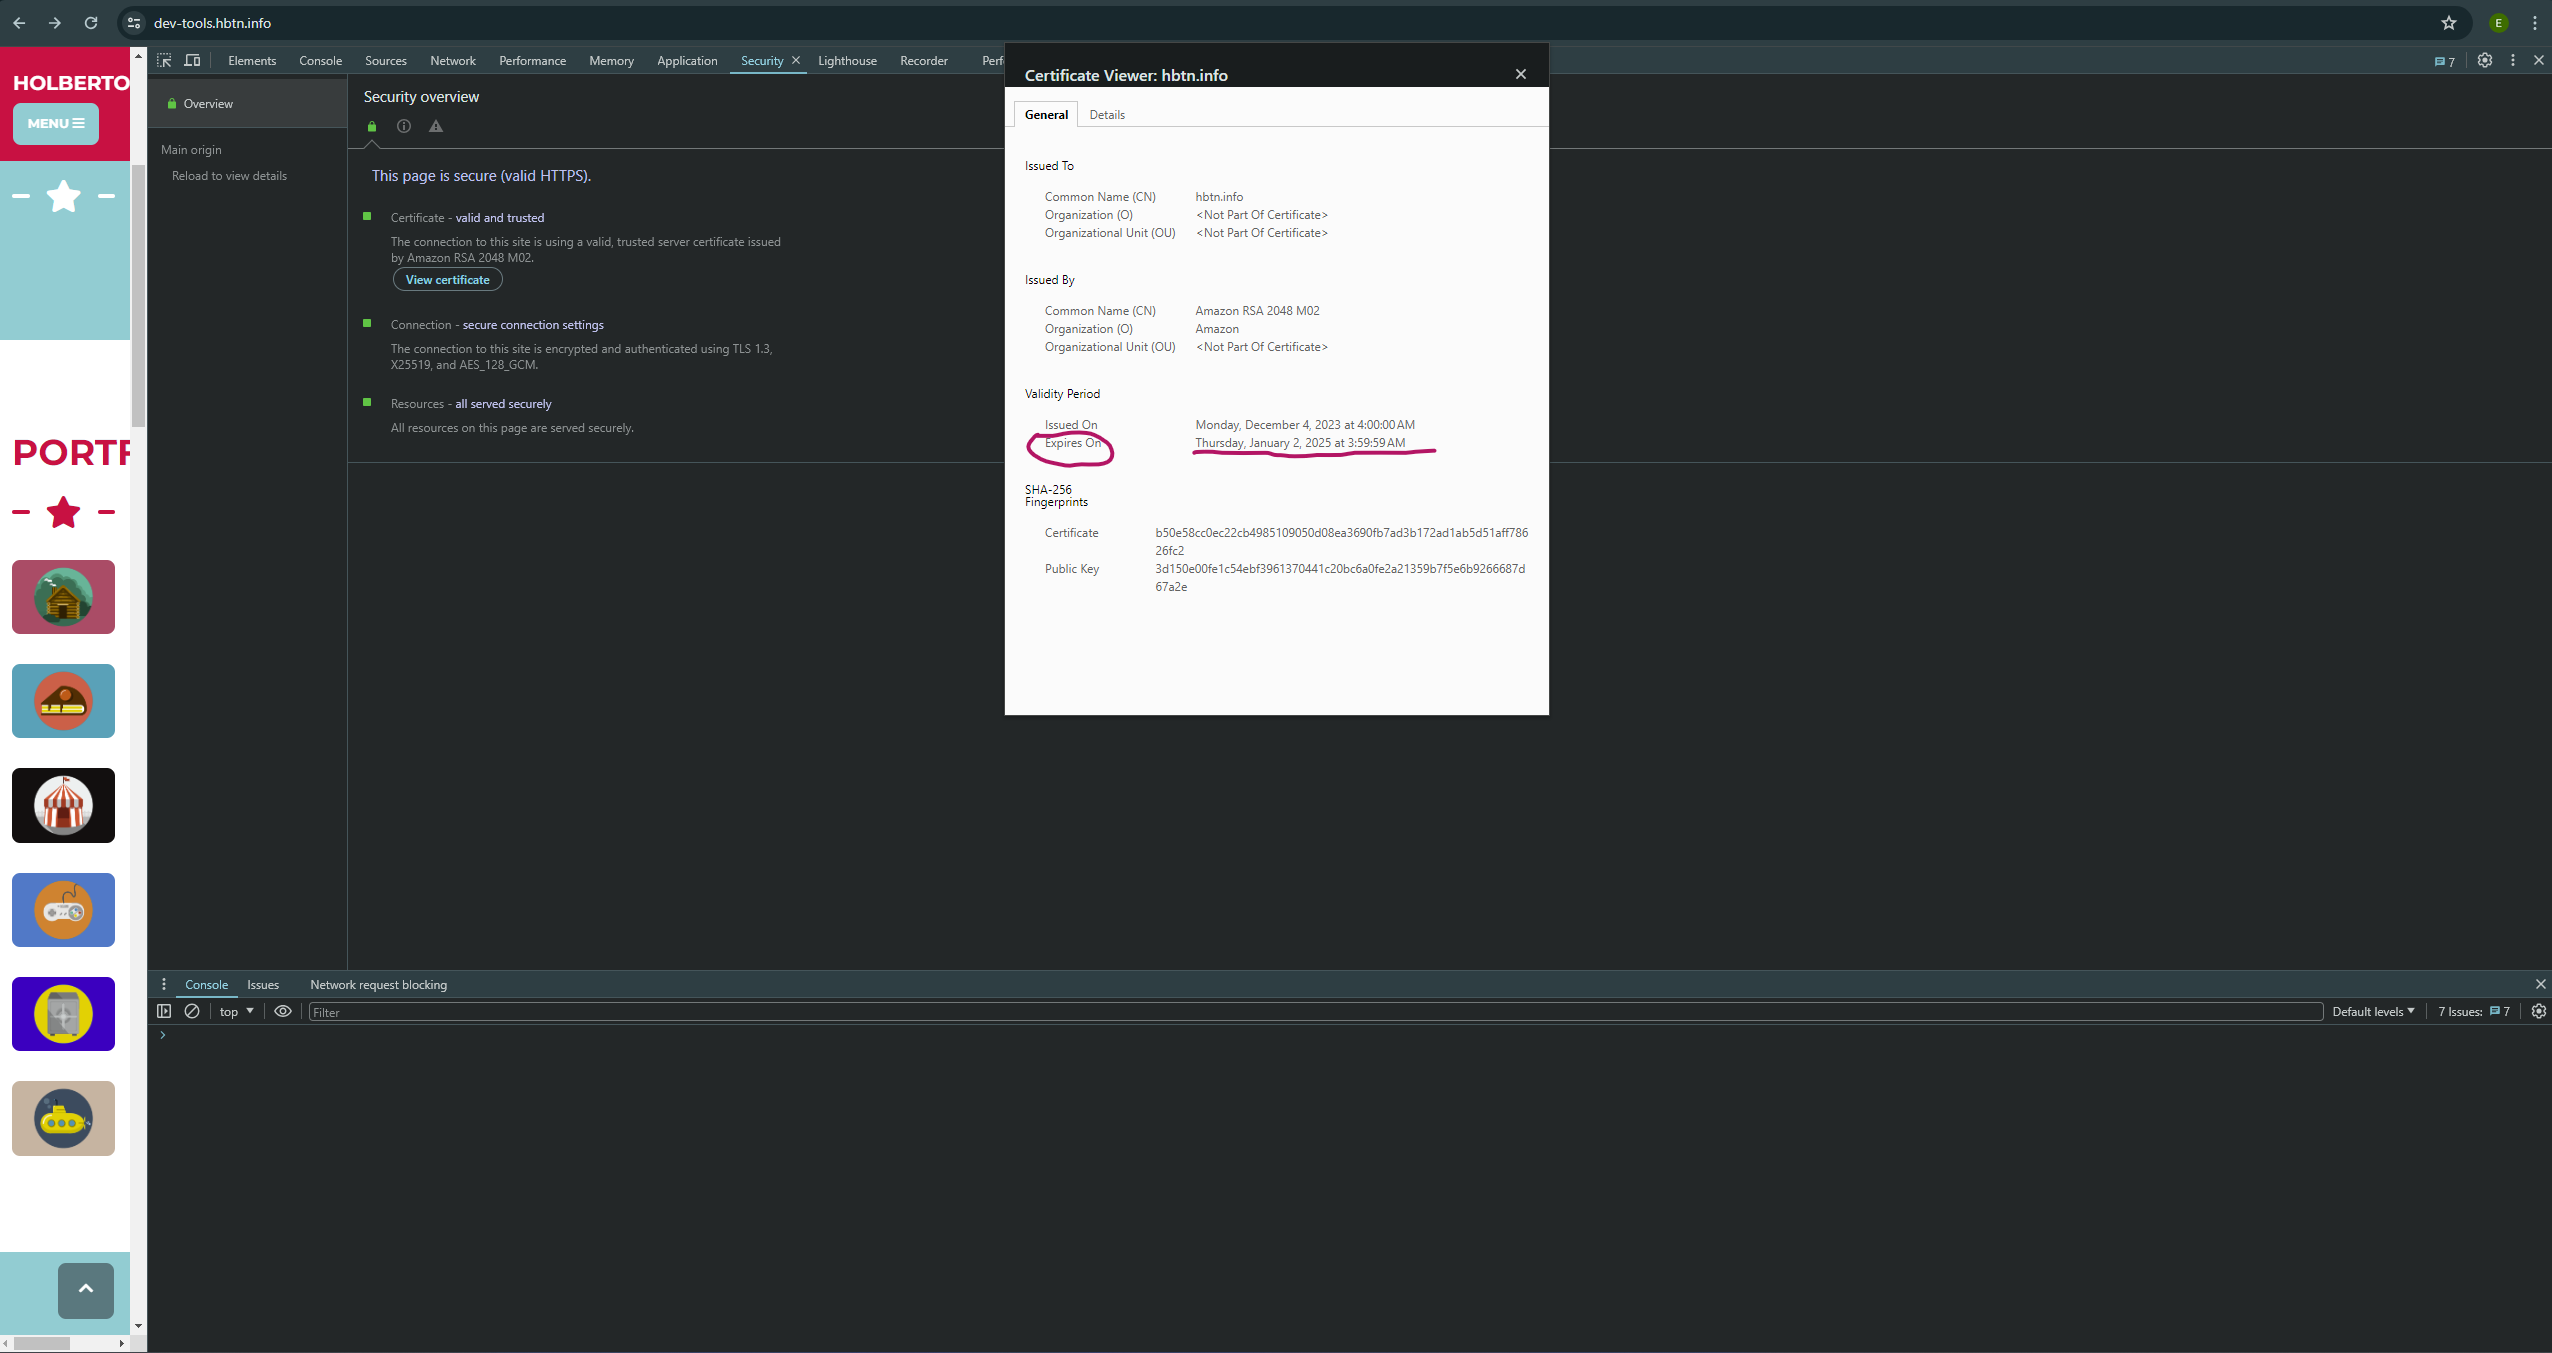 dev-tools.hbtn.info
E
HOLBERTO
MENU
PORTF
Elements Console Sources Network Performance Memory Application Security Lighthouse Recorder Perf
7
Overview
Main origin
Reload to view details
Security overview
This page is secure (valid HTTPS).
Certificate - valid and trusted
The connection to this site is using a valid, trusted server certificate issued
by Amazon RSA 2048 M02.
View certificate
Connection - secure connection settings
The connection to this site is encrypted and authenticated using TLS 1.3,
X25519, and AES_128_GCM.
Resources - all served securely
All resources on this page are served securely.
Certificate Viewer: hbtn.info
General Details
Issued To
Common Name (CN) hbtn.info
Organization (O) <Not Part Of Certificate>
Organizational Unit (OU) <Not Part Of Certificate>
Issued By
Common Name (CN) Amazon RSA 2048 M02
Organization (O) Amazon
Organizational Unit (OU) <Not Part Of Certificate>
Validity Period
Issued On Monday, December 4, 2023 at 4:00:00 AM
Expires On Thursday, January 2, 2025 at 3:59:59 AM
SHA-256
Fingerprints
Certificate b50e58cc0ec22cb4985109050d08ea3690fb7ad3b172ad1ab5d51aff786
26fc2
Public Key 3d150e00fe1c54ebf3961370441c20bc6a0fe2a21359b7f5e6b9266687d
67a2e
Console Issues Network request blocking
top Filter Default levels 7 Issues: 7